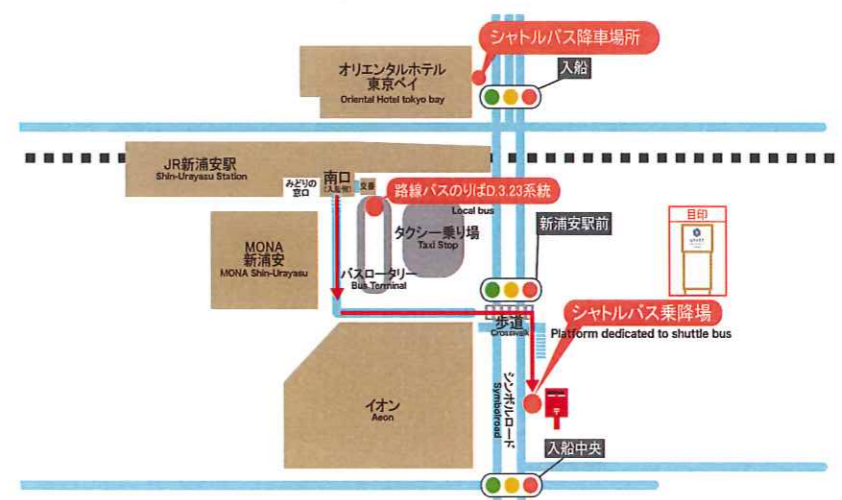 シャトルバス降車場所
オリエンタルホテル
東京ベイ
Oriental Hotel tokyo bay
入船
JR新浦安駅
Shin-Urayasu Station
南口
みどりの
窓口
交番
路線バスのりばD.3.23系統
Local bus
タクシー乗り場
Taxi Stop
新浦安駅前
目印
MONA
新浦安
MONA Shin-Urayasu
バスロータリー
Bus Terminal
シャトルバス乗降場
Platform dedicated to shuttle bus
歩道
Crosswalk
シンボルロード
Symbolroad
イオン
Aeon
〒
入船中央